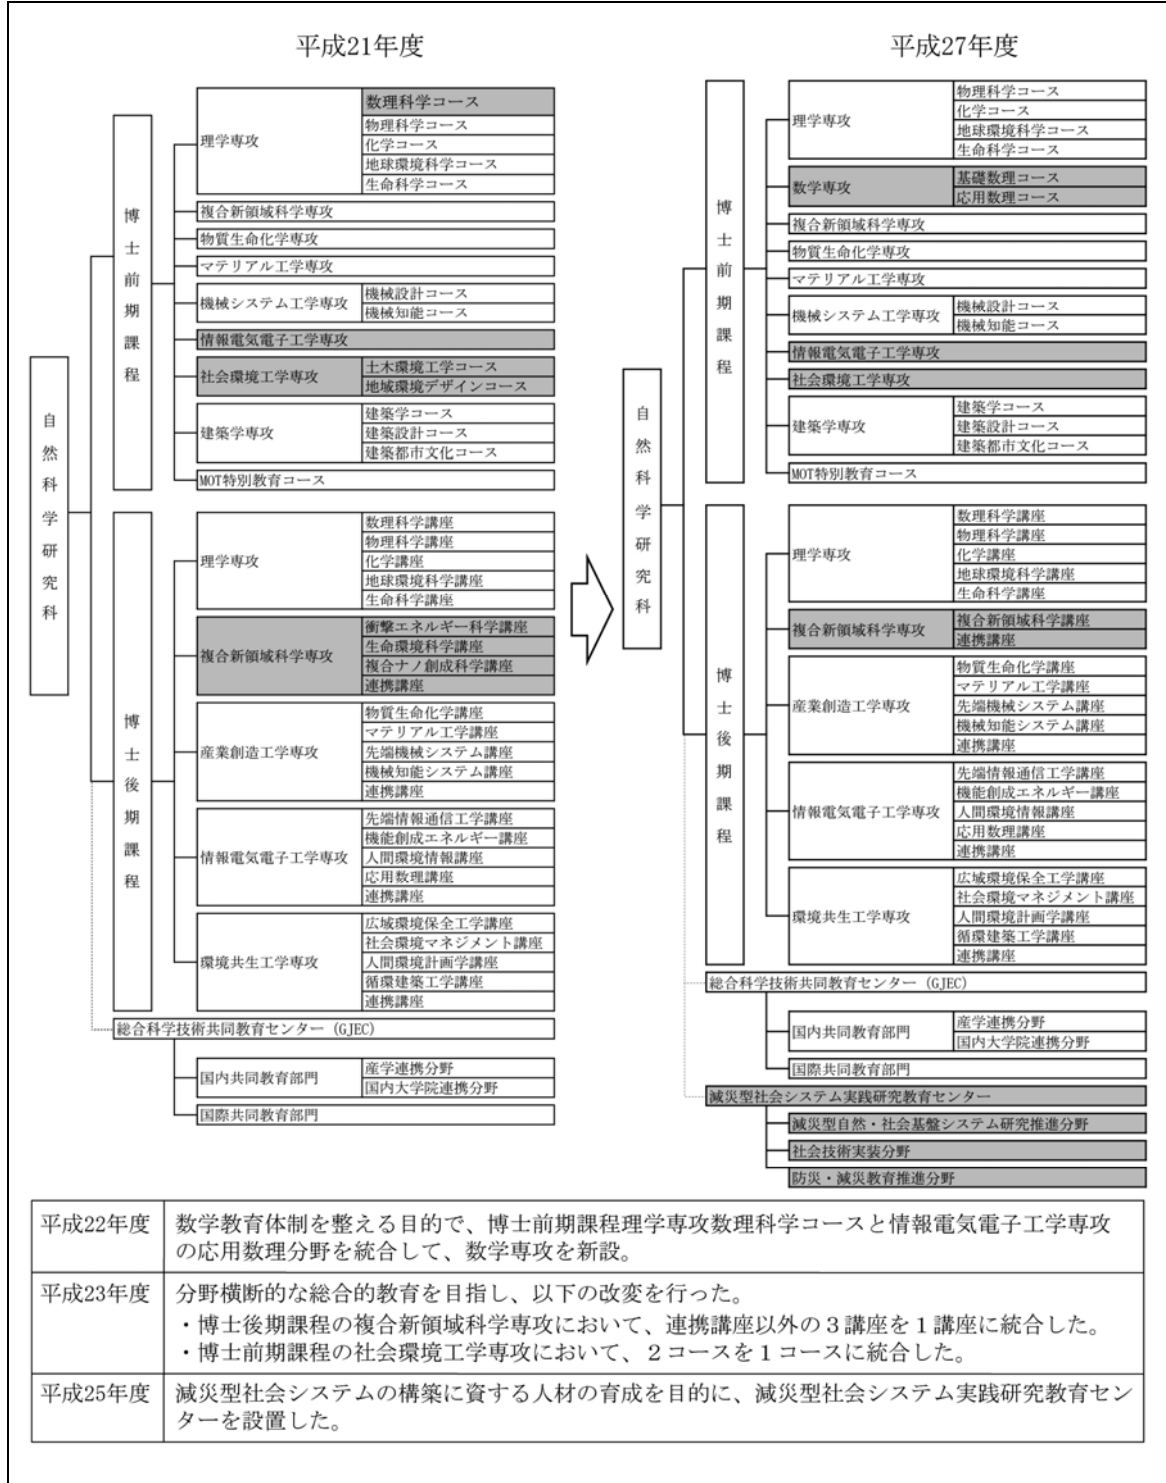 平成21年度
自然科学研究科
博士前期課程
理学専攻
数理科学コース
物理科学コース
化学コース
地球環境科学コース
生命科学コース
複合新領域科学専攻
物質生命化学専攻
マテリアル工学専攻
機械システム工学専攻
機械設計コース
機械知能コース
情報電気電子工学専攻
社会環境工学専攻
土木環境工学コース
地域環境デザインコース
建築学専攻
建築学コース
建築設計コース
建築都市文化コース
MOT特別教育コース
博士後期課程
理学専攻
数理科学講座
物理科学講座
化学講座
地球環境科学講座
生命科学講座
複合新領域科学専攻
衝撃エネルギー科学講座
生命環境科学講座
複合ナノ創成科学講座
連携講座
産業創造工学専攻
物質生命化学講座
マテリアル工学講座
先端機械システム講座
機械知能システム講座
連携講座
情報電気電子工学専攻
先端情報通信工学講座
機能創成エネルギー講座
人間環境情報講座
応用数理講座
連携講座
環境共生工学専攻
広域環境保全工学講座
社会環境マネジメント講座
人間環境計画学講座
循環建築工学講座
連携講座
総合科学技術共同教育センター（GJEC）
国内共同教育部門
産学連携分野
国内大学院連携分野
国際共同教育部門
平成27年度
自然科学研究科
博士前期課程
理学専攻
物理科学コース
化学コース
地球環境科学コース
生命科学コース
数学専攻
基礎数理コース
応用数理コース
複合新領域科学専攻
物質生命化学専攻
マテリアル工学専攻
機械システム工学専攻
機械設計コース
機械知能コース
情報電気電子工学専攻
社会環境工学専攻
建築学専攻
建築学コース
建築設計コース
建築都市文化コース
MOT特別教育コース
博士後期課程
理学専攻
数理科学講座
物理科学講座
化学講座
地球環境科学講座
生命科学講座
複合新領域科学専攻
複合新領域科学講座
連携講座
産業創造工学専攻
物質生命化学講座
マテリアル工学講座
先端機械システム講座
機械知能システム講座
連携講座
情報電気電子工学専攻
先端情報通信工学講座
機能創成エネルギー講座
人間環境情報講座
応用数理講座
連携講座
環境共生工学専攻
広域環境保全工学講座
社会環境マネジメント講座
人間環境計画学講座
循環建築工学講座
連携講座
総合科学技術共同教育センター（GJEC）
国内共同教育部門
産学連携分野
国内大学院連携分野
国際共同教育部門
減災型社会システム実践研究教育センター
減災型自然・社会基盤システム研究推進分野
社会技術実装分野
防災・減災教育推進分野
平成22年度
数学教育体制を整える目的で、博士前期課程理学専攻数理科学コースと情報電気電子工学専攻
の応用数理分野を統合して、数学専攻を新設。
平成23年度
分野横断的な総合的教育を目指し、以下の改変を行った。
・博士後期課程の複合新領域科学専攻において、連携講座以外の３講座を１講座に統合した。
・博士前期課程の社会環境工学専攻において、２コースを１コースに統合した。
平成25年度
減災型社会システムの構築に資する人材の育成を目的に、減災型社会システム実践研究教育セン
ターを設置した。